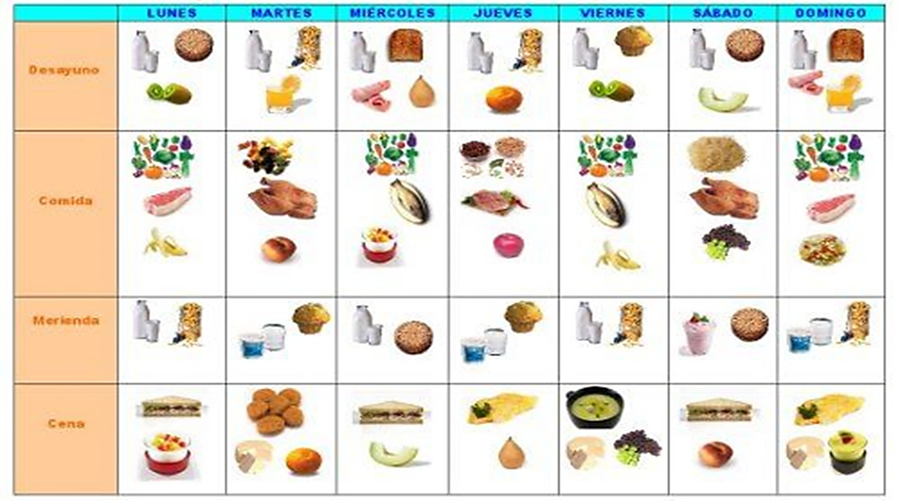 LUNES MARTES MIÉRCOLES JUEVES VIERNES SÁBADO DOMINGO
Desayuno
Comida
Merienda
Cena